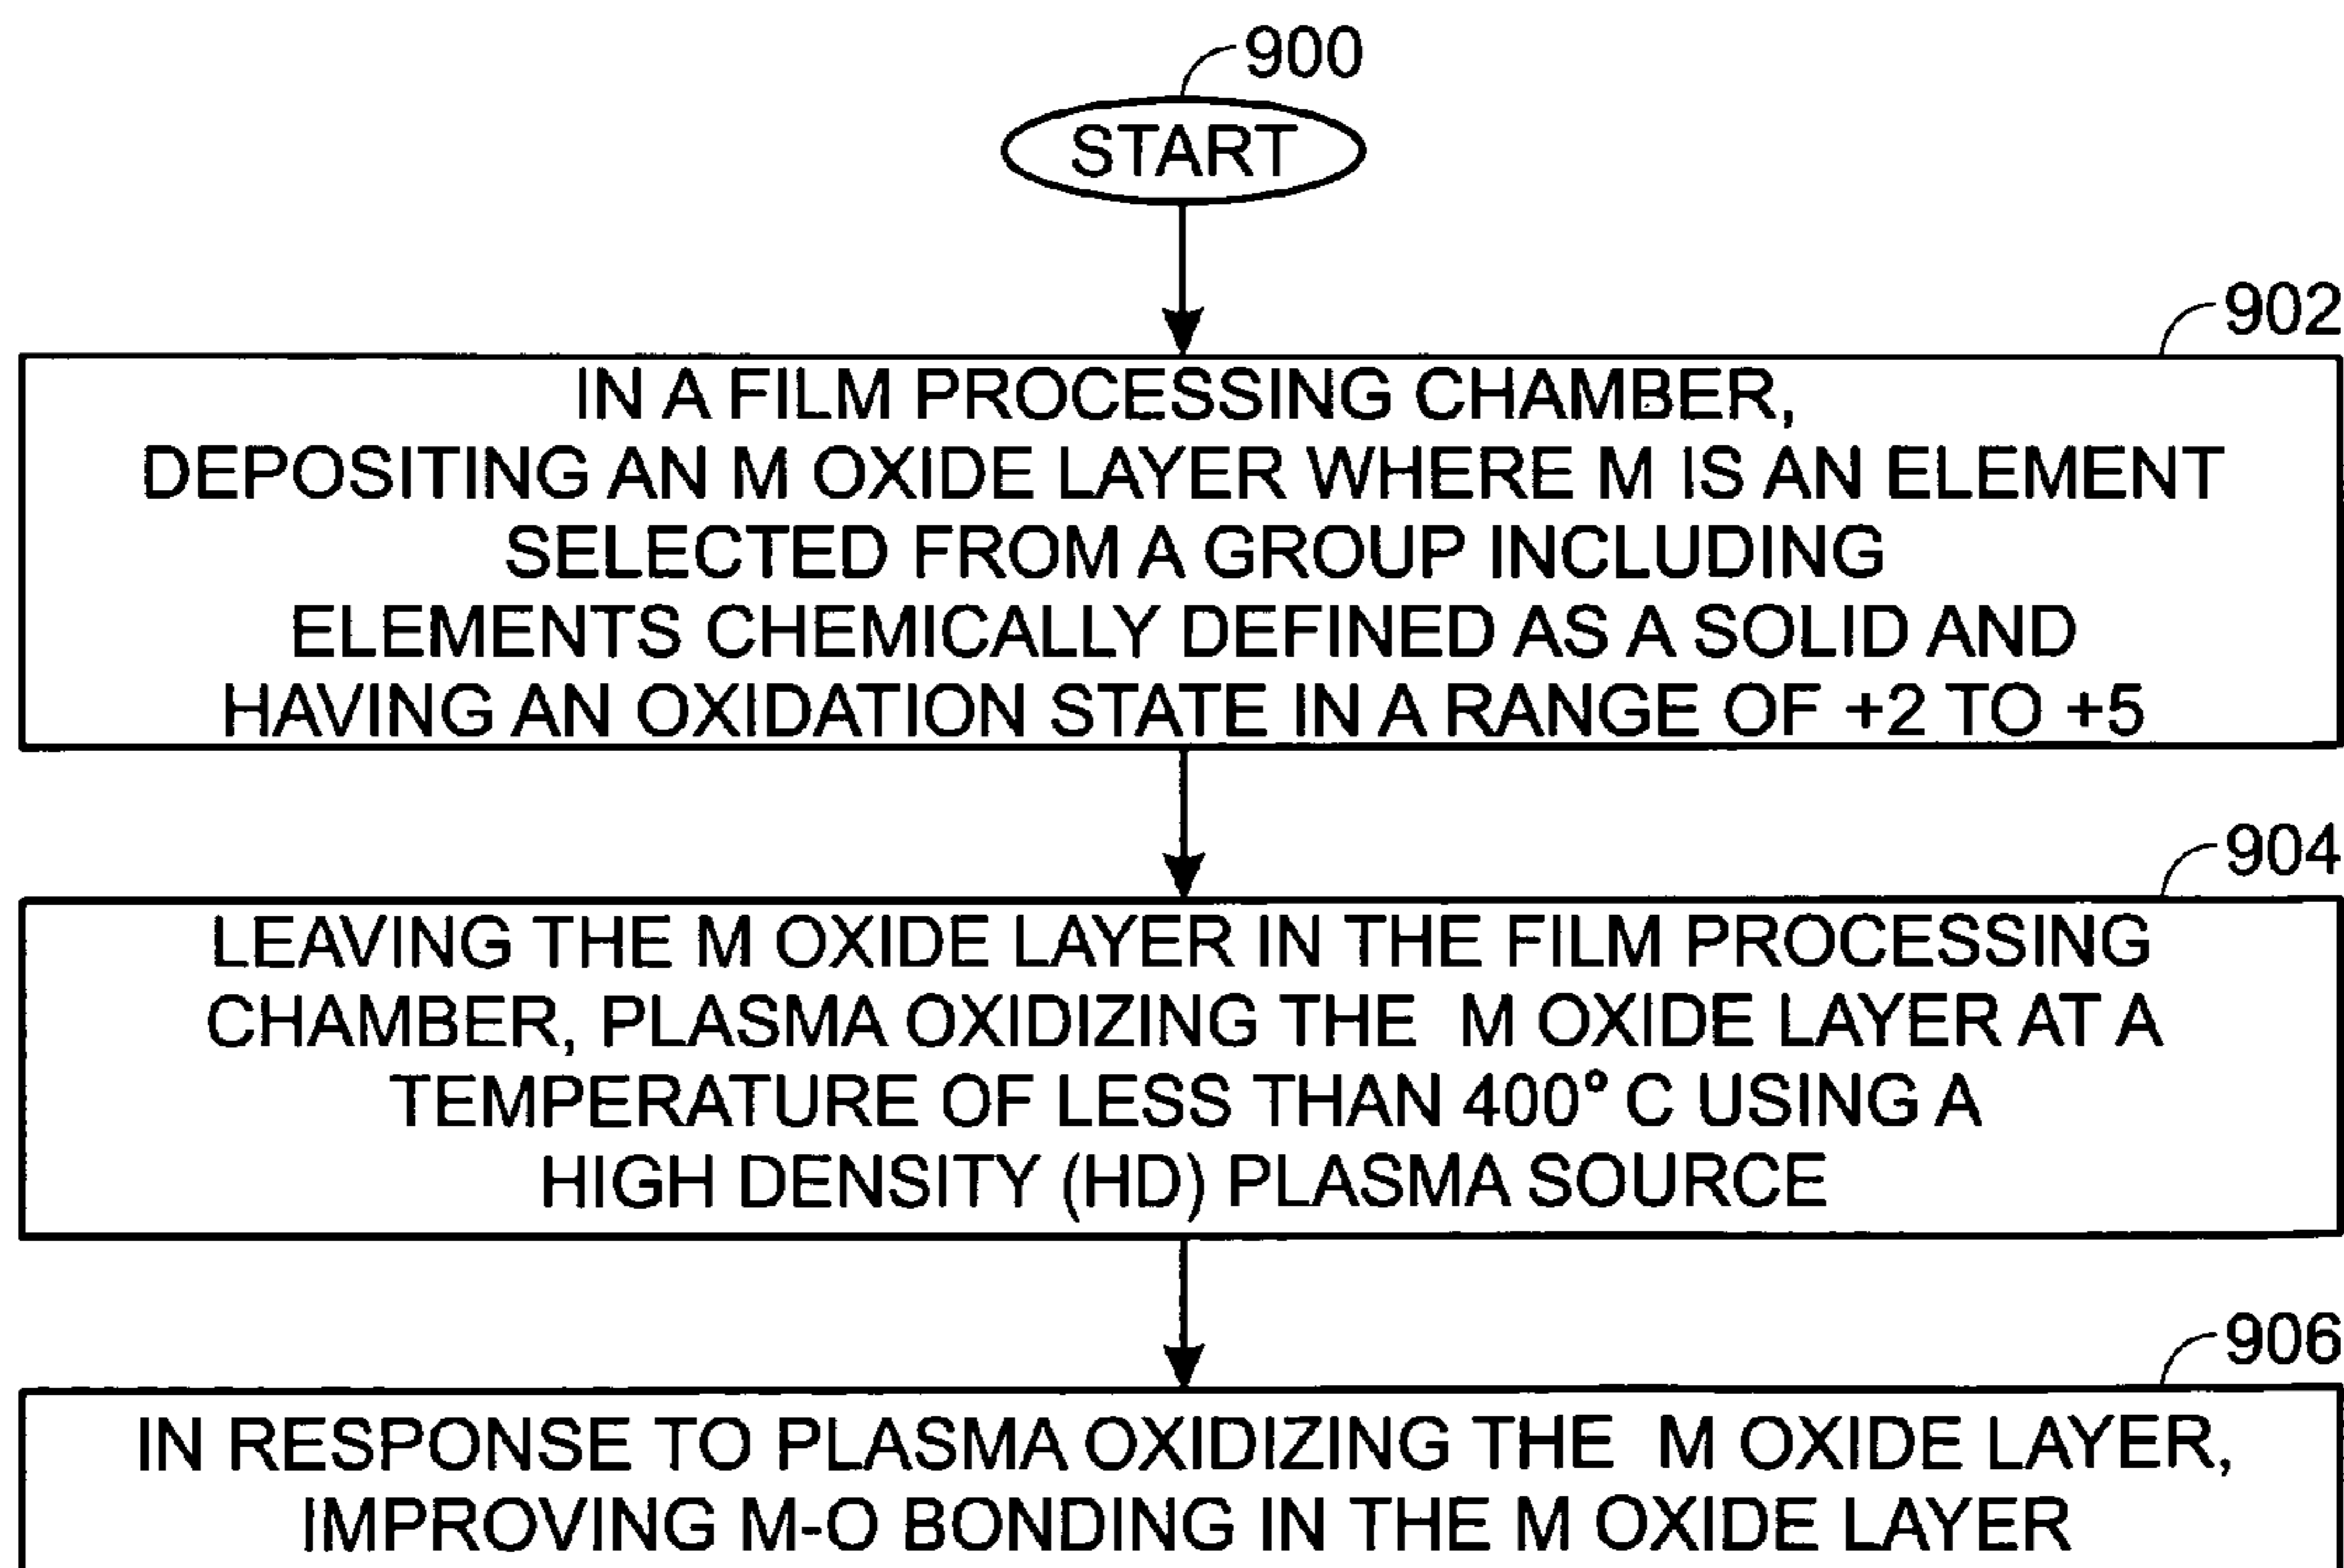 900
START
902
IN A FILM PROCESSING CHAMBER,
DEPOSITING AN M OXIDE LAYER WHERE M IS AN ELEMENT
SELECTED FROM A GROUP INCLUDING
ELEMENTS CHEMICALLY DEFINED AS A SOLID AND
HAVING AN OXIDATION STATE IN A RANGE OF +2 TO +5
904
LEAVING THE M OXIDE LAYER IN THE FILM PROCESSING
CHAMBER, PLASMA OXIDIZING THE M OXIDE LAYER AT A
TEMPERATURE OF LESS THAN 400° C USING A
HIGH DENSITY (HD) PLASMA SOURCE
906
IN RESPONSE TO PLASMA OXIDIZING THE M OXIDE LAYER,
IMPROVING M-O BONDING IN THE M OXIDE LAYER